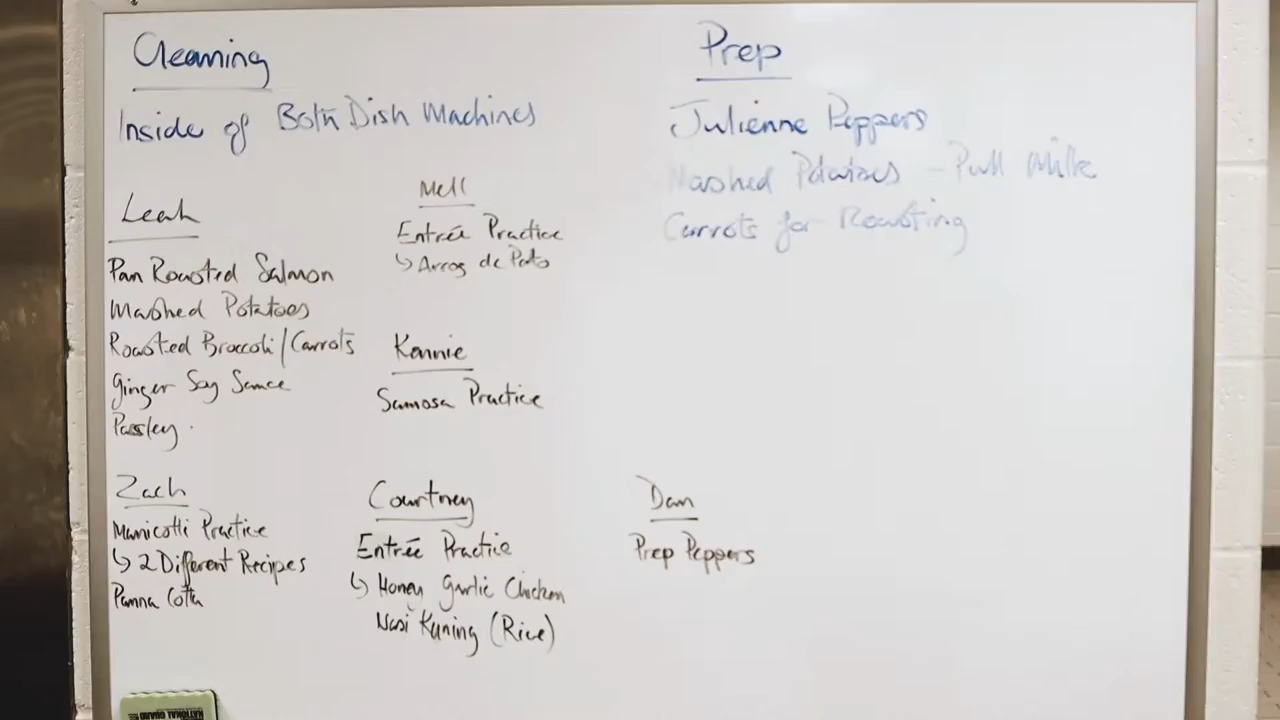 Cleaning
Inside of Both Dish Machines
Prep
Julienne Peppers
Mashed Potatoes - Pull Milk
Carrots for Roasting
Leah
Pan Roasted Salmon
Mashed Potatoes
Roasted Broccoli/Carrots
Ginger Soy Sauce
Parsley
Mell
Entrée Practice
↳ Arroz de Pato
Kennie
Samosa Practice
Zach
Manicotti Practice
↳ 2 Different Recipes
Panna Cotta
Courtney
Entrée Practice
↳ Honey Garlic Chicken
Nasi Kuning (Rice)
Dan
Prep Peppers
NATIONAL GUARD